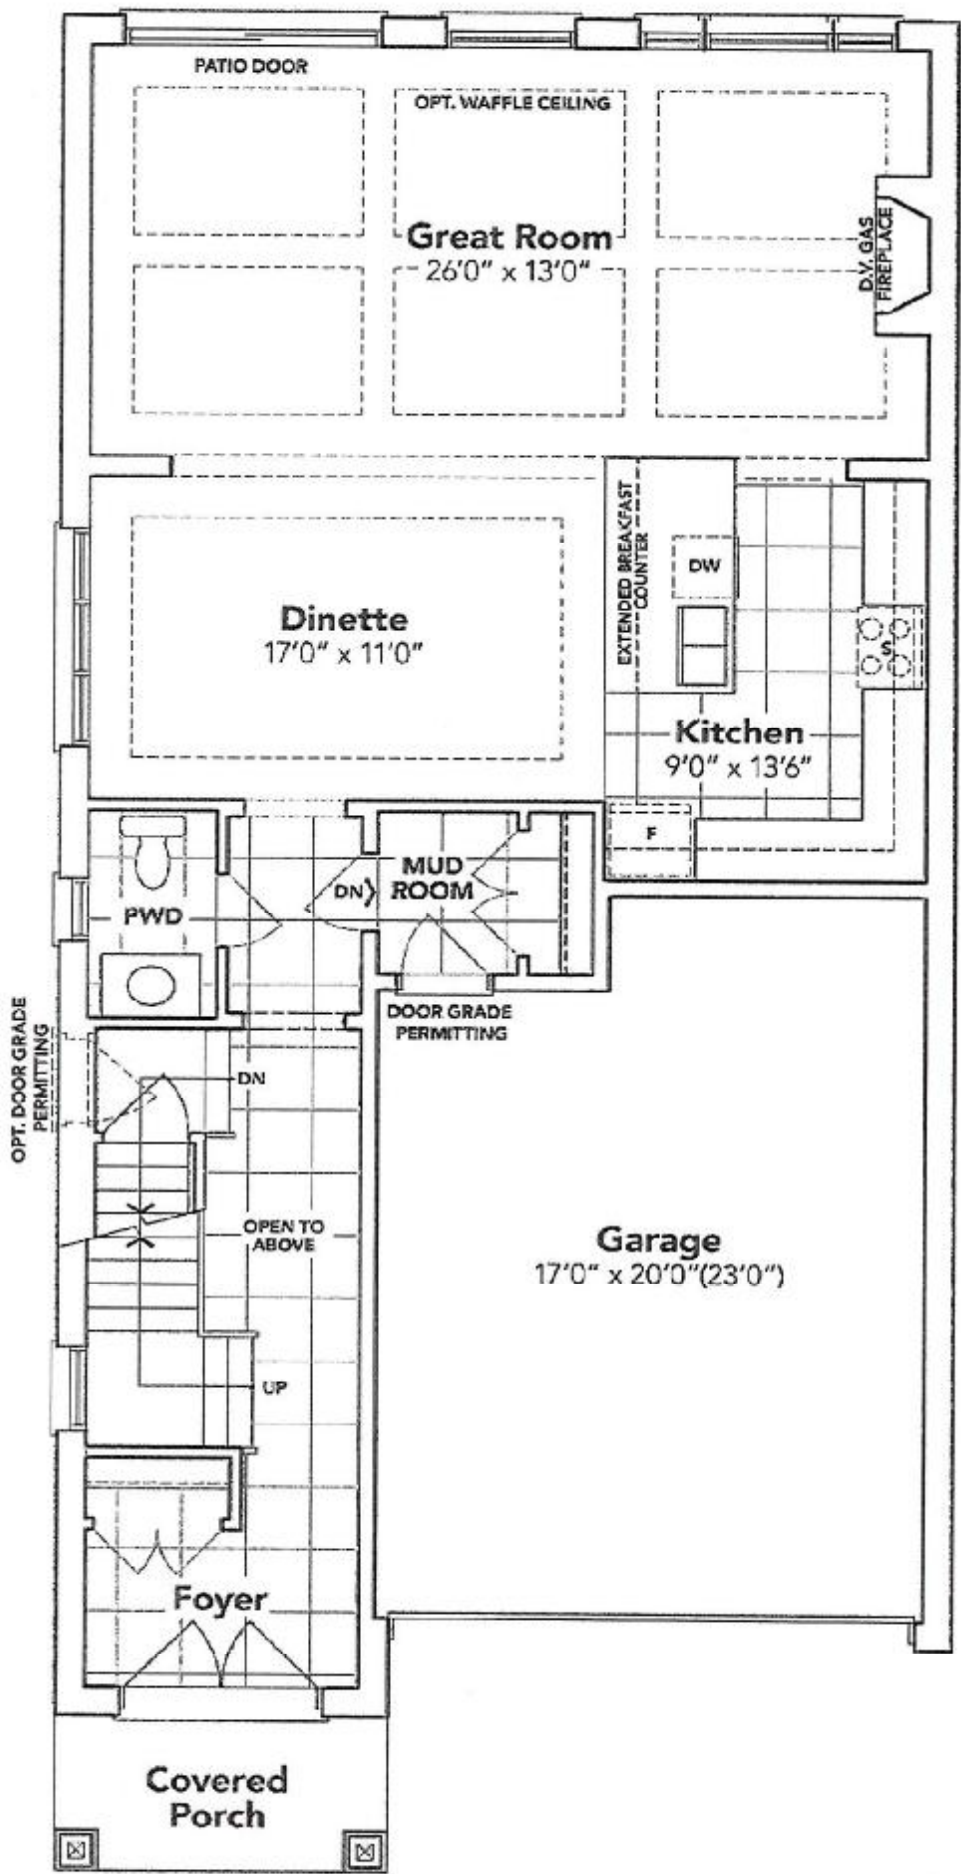 PATIO DOOR
OPT. WAFFLE CEILING
Great Room
26'0" x 13'0"
D.V. GAS
FIREPLACE
EXTENDED BREAKFAST
COUNTER
DW
Dinette
17'0" x 11'0"
S
Kitchen
9'0" x 13'6"
F
MUD
ROOM
DN
PWD
DOOR GRADE
PERMITTING
OPT. DOOR GRADE
PERMITTING
DN
OPEN TO
ABOVE
Garage
17'0" x 20'0"(23'0")
UP
Foyer
Covered
Porch